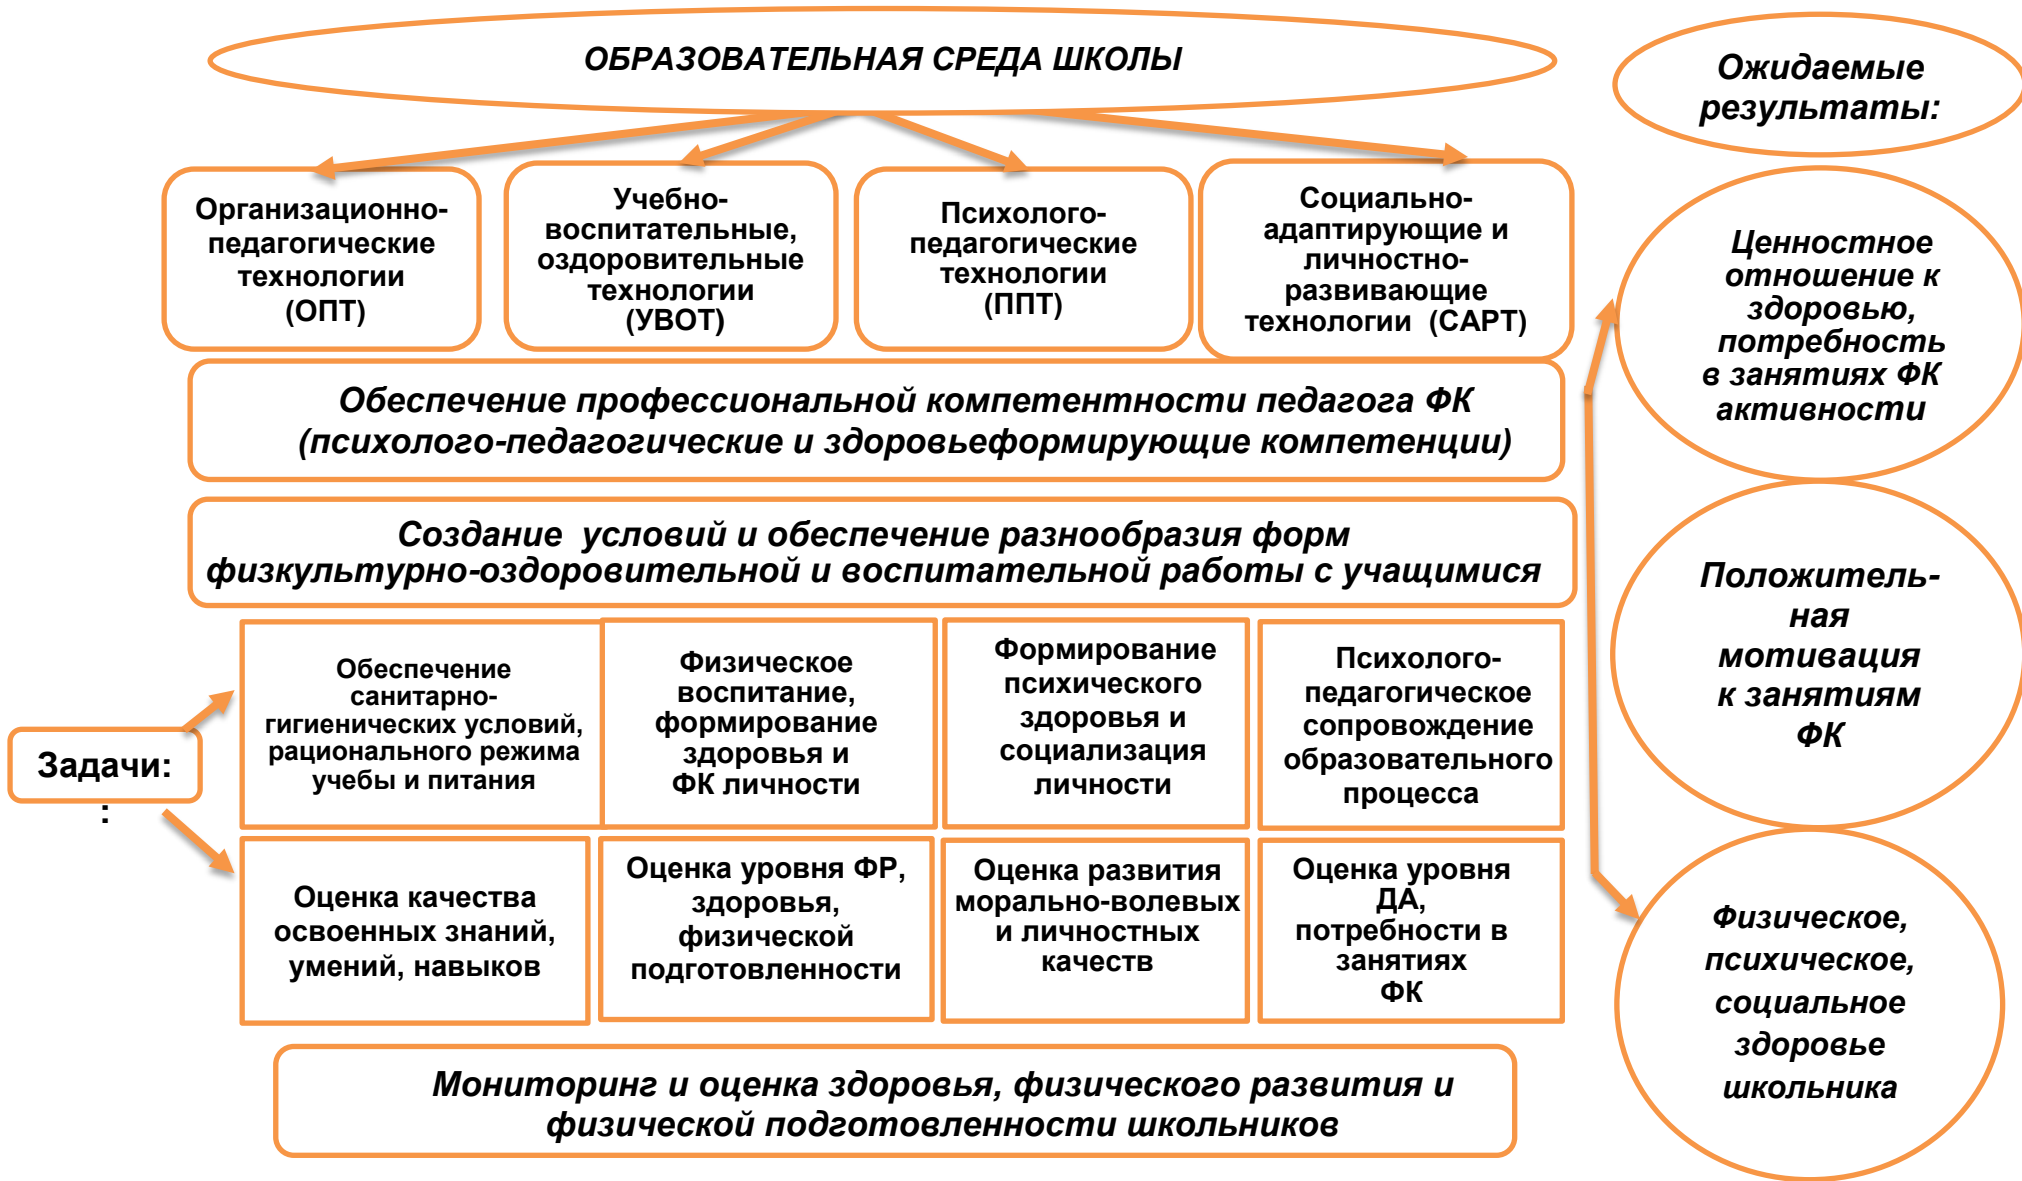 ОБРАЗОВАТЕЛЬНАЯ СРЕДА ШКОЛЫ
Организационно-
педагогические
технологии
(ОПТ)
Учебно-
воспитательные,
оздоровительные
технологии
(УВОТ)
Психолого-
педагогические
технологии
(ППТ)
Социально-
адаптирующие и
личностно-
развивающие
технологии (САРТ)
Обеспечение профессиональной компетентности педагога ФК
(психолого-педагогические и здоровьеформирующие компетенции)
Создание условий и обеспечение разнообразия форм
физкультурно-оздоровительной и воспитательной работы с учащимися
Задачи:
:
Обеспечение
санитарно-
гигиенических условий,
рационального режима
учебы и питания
Физическое
воспитание,
формирование
здоровья и
ФК личности
Формирование
психического
здоровья и
социализация
личности
Психолого-
педагогическое
сопровождение
образовательного
процесса
Оценка качества
освоенных знаний,
умений, навыков
Оценка уровня ФР,
здоровья,
физической
подготовленности
Оценка развития
морально-волевых
и личностных
качеств
Оценка уровня
ДА,
потребности в
занятиях
ФК
Мониторинг и оценка здоровья, физического развития и
физической подготовленности школьников
Ожидаемые
результаты:
Ценностное
отношение к
здоровью,
потребность
в занятиях ФК
активности
Положитель-
ная
мотивация
к занятиям
ФК
Физическое,
психическое,
социальное
здоровье
школьника